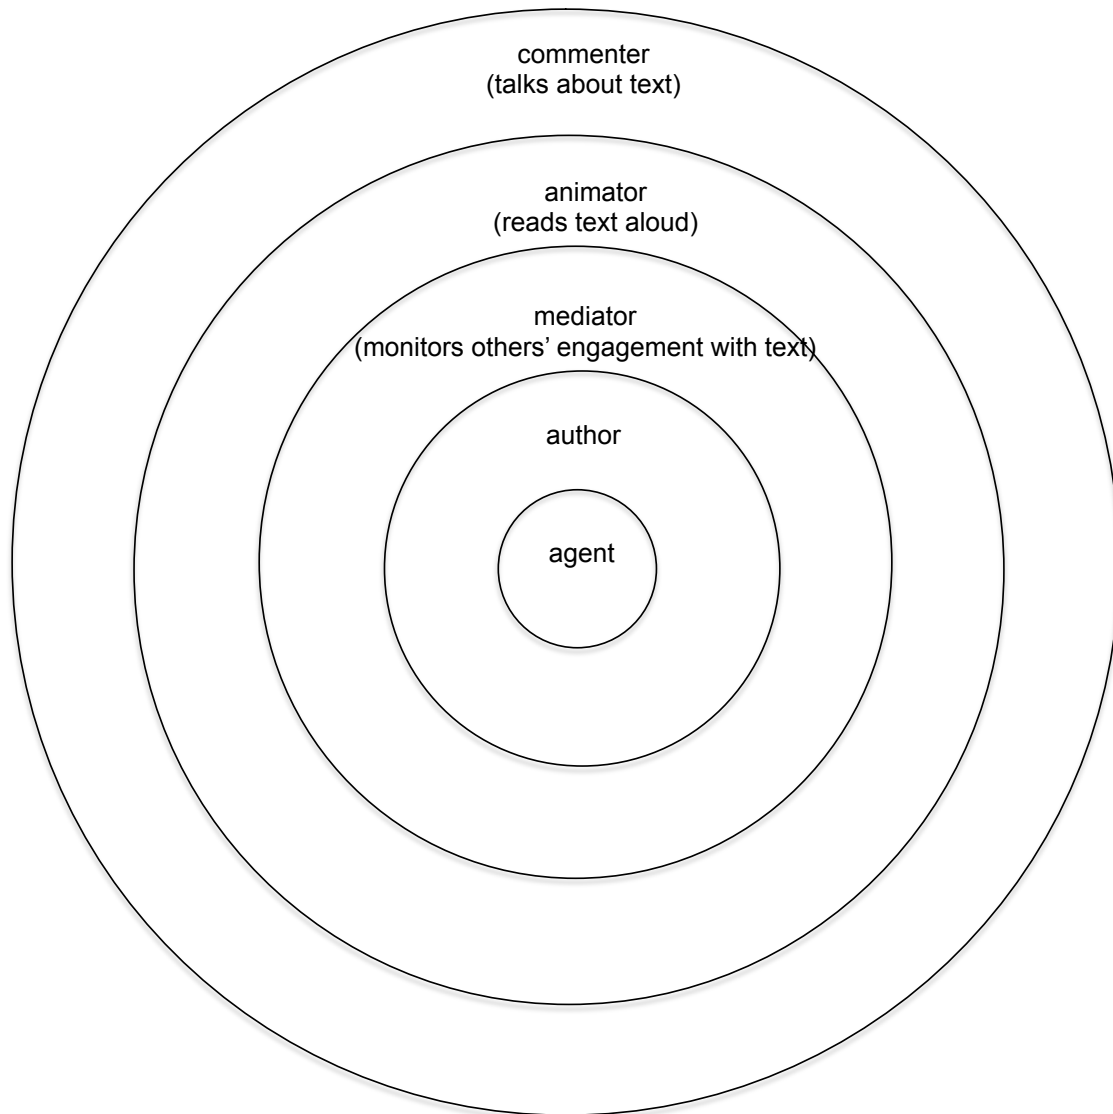 commenter
(talks about text)
animator
(reads text aloud)
mediator
(monitors others’ engagement with text)
author
agent